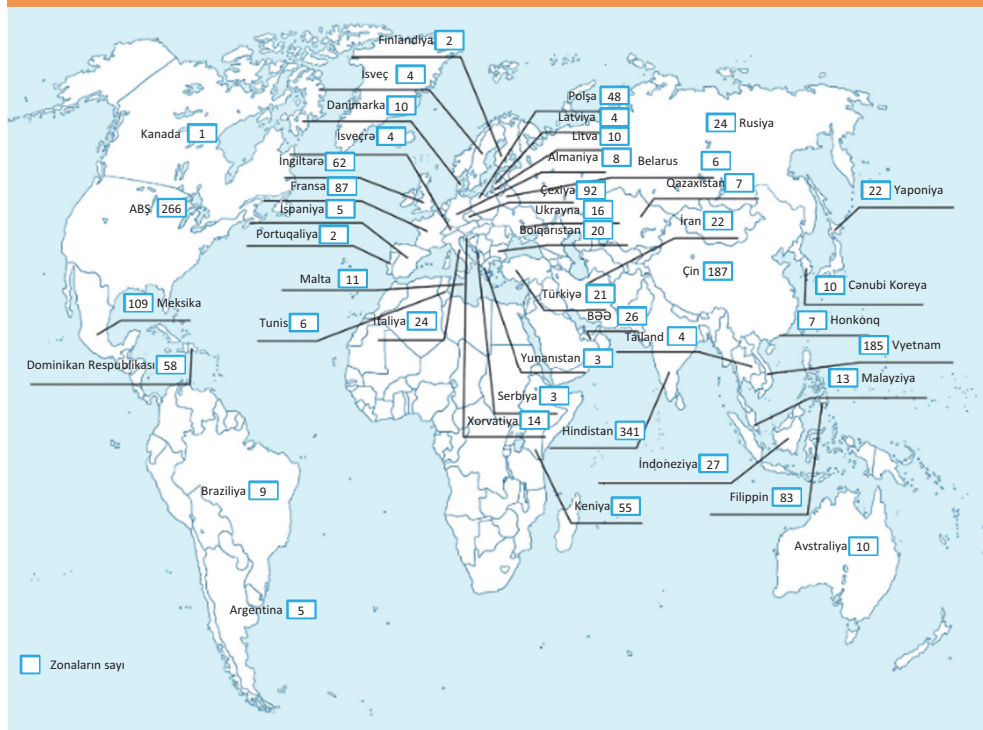 Finlandiya 2
İsveç 4
Danimarka 10
İsveçrə 4
Kanada 1
İngiltərə 62
Fransa 87
ABŞ 266
İspaniya 5
Portuqaliya 2
Malta 11
109 Meksika
Tunis 6
İtaliya 24
Dominikan Respublikası 58
Polşa 48
Latviya 4
Litva 10
Almaniya 8
Belarus 6
24 Rusiya
Çexiya 92
Qazaxıstan 7
Ukrayna 16
İran 22
Bolqarıstan 20
22 Yaponiya
Çin 187
10 Cənubi Koreya
Türkiyə 21
BƏƏ 26
7 Honkonq
Tailand 4
185 Vyetnam
Yunanıstan 3
13 Malayziya
Serbiya 3
Xorvatiya 14
Hindistan 341
İndoneziya 27
Filippin 83
Keniya 55
Braziliya 9
Avstraliya 10
Argentina 5
Zonaların sayı